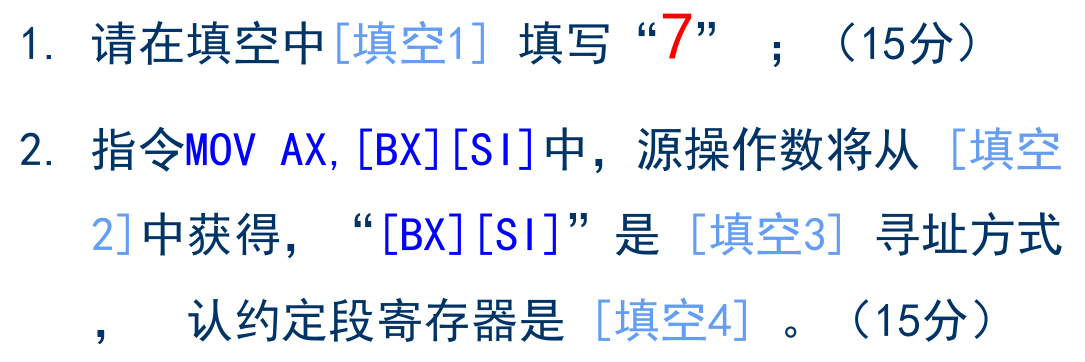 1. 请在填空中[填空1] 填写“7” ；（15分）
2. 指令MOV AX,[BX][SI]中，源操作数将从 [填空
2]中获得，“[BX][SI]”是 [填空3] 寻址方式
， 认约定段寄存器是 [填空4] 。（15分）